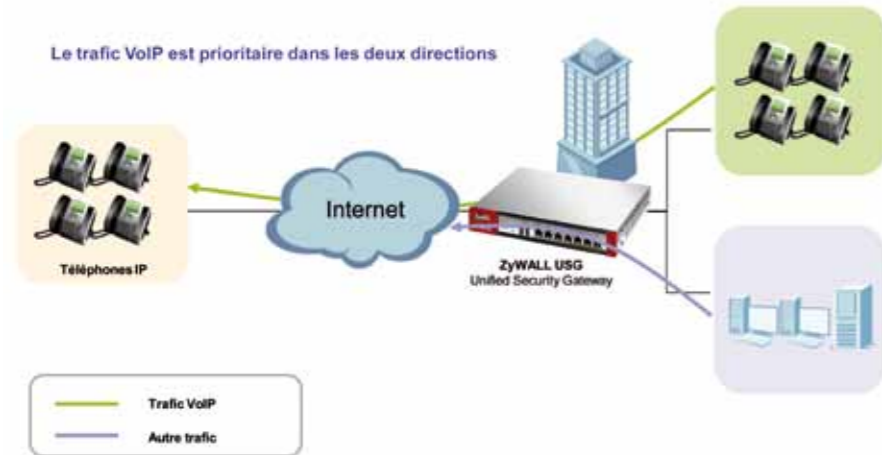 Le trafic VoIP est prioritaire dans les deux directions
Internet
Téléphones IP
ZyWALL USG
Unified Security Gateway
Trafic VoIP
Autre trafic